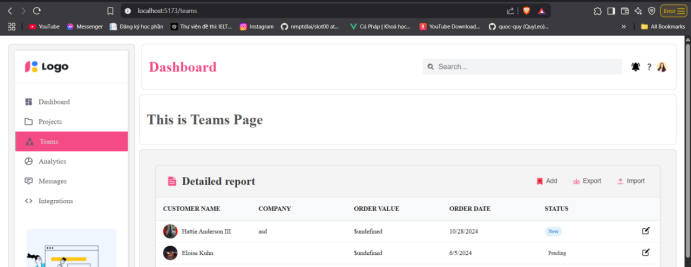 localhost:5173/teams
Error
YouTube
Messenger
Đăng ký học phần
Thư viện đề thi IELT...
Instagram
nmptdlai/slot00 at...
Cú Pháp | Khoá học...
YouTube Download...
quoc-quy (QuyLeo)...
»
All Bookmarks
Logo
Dashboard
Search...
?
This is Teams Page
Dashboard
Projects
Teams
Analytics
Messages
Integrations
Detailed report
Add
Export
Import
CUSTOMER NAME COMPANY ORDER VALUE ORDER DATE STATUS
Hattie Anderson III asd $undefined 10/28/2024 New
Eloise Kuhn $undefined 6/5/2024 Pending